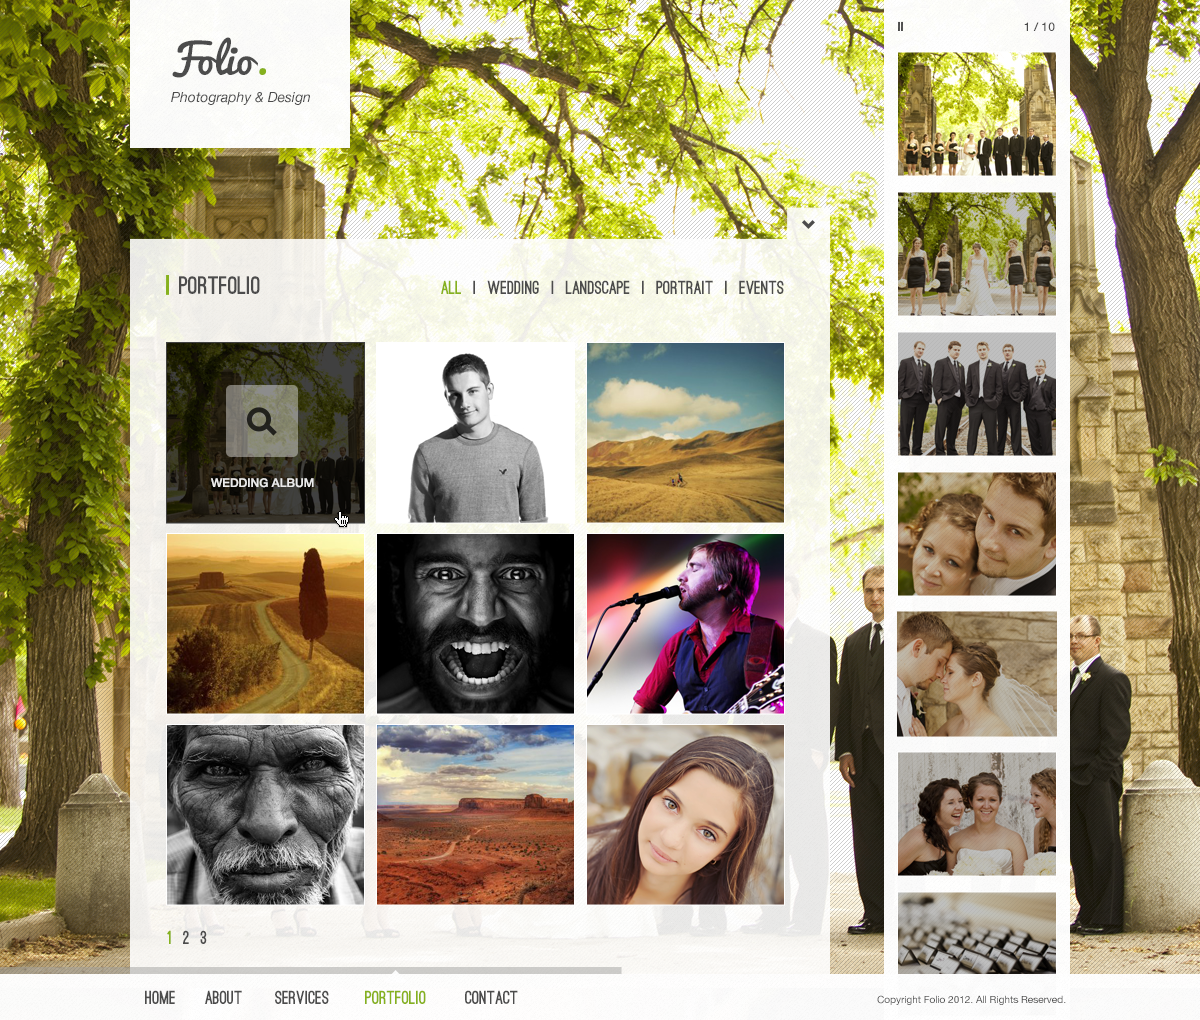 Folio.
Photography & Design
1 / 10
PORTFOLIO
ALL | WEDDING | LANDSCAPE | PORTRAIT | EVENTS
WEDDING ALBUM
1 2 3
HOME ABOUT SERVICES PORTFOLIO CONTACT
Copyright Folio 2012. All Rights Reserved.